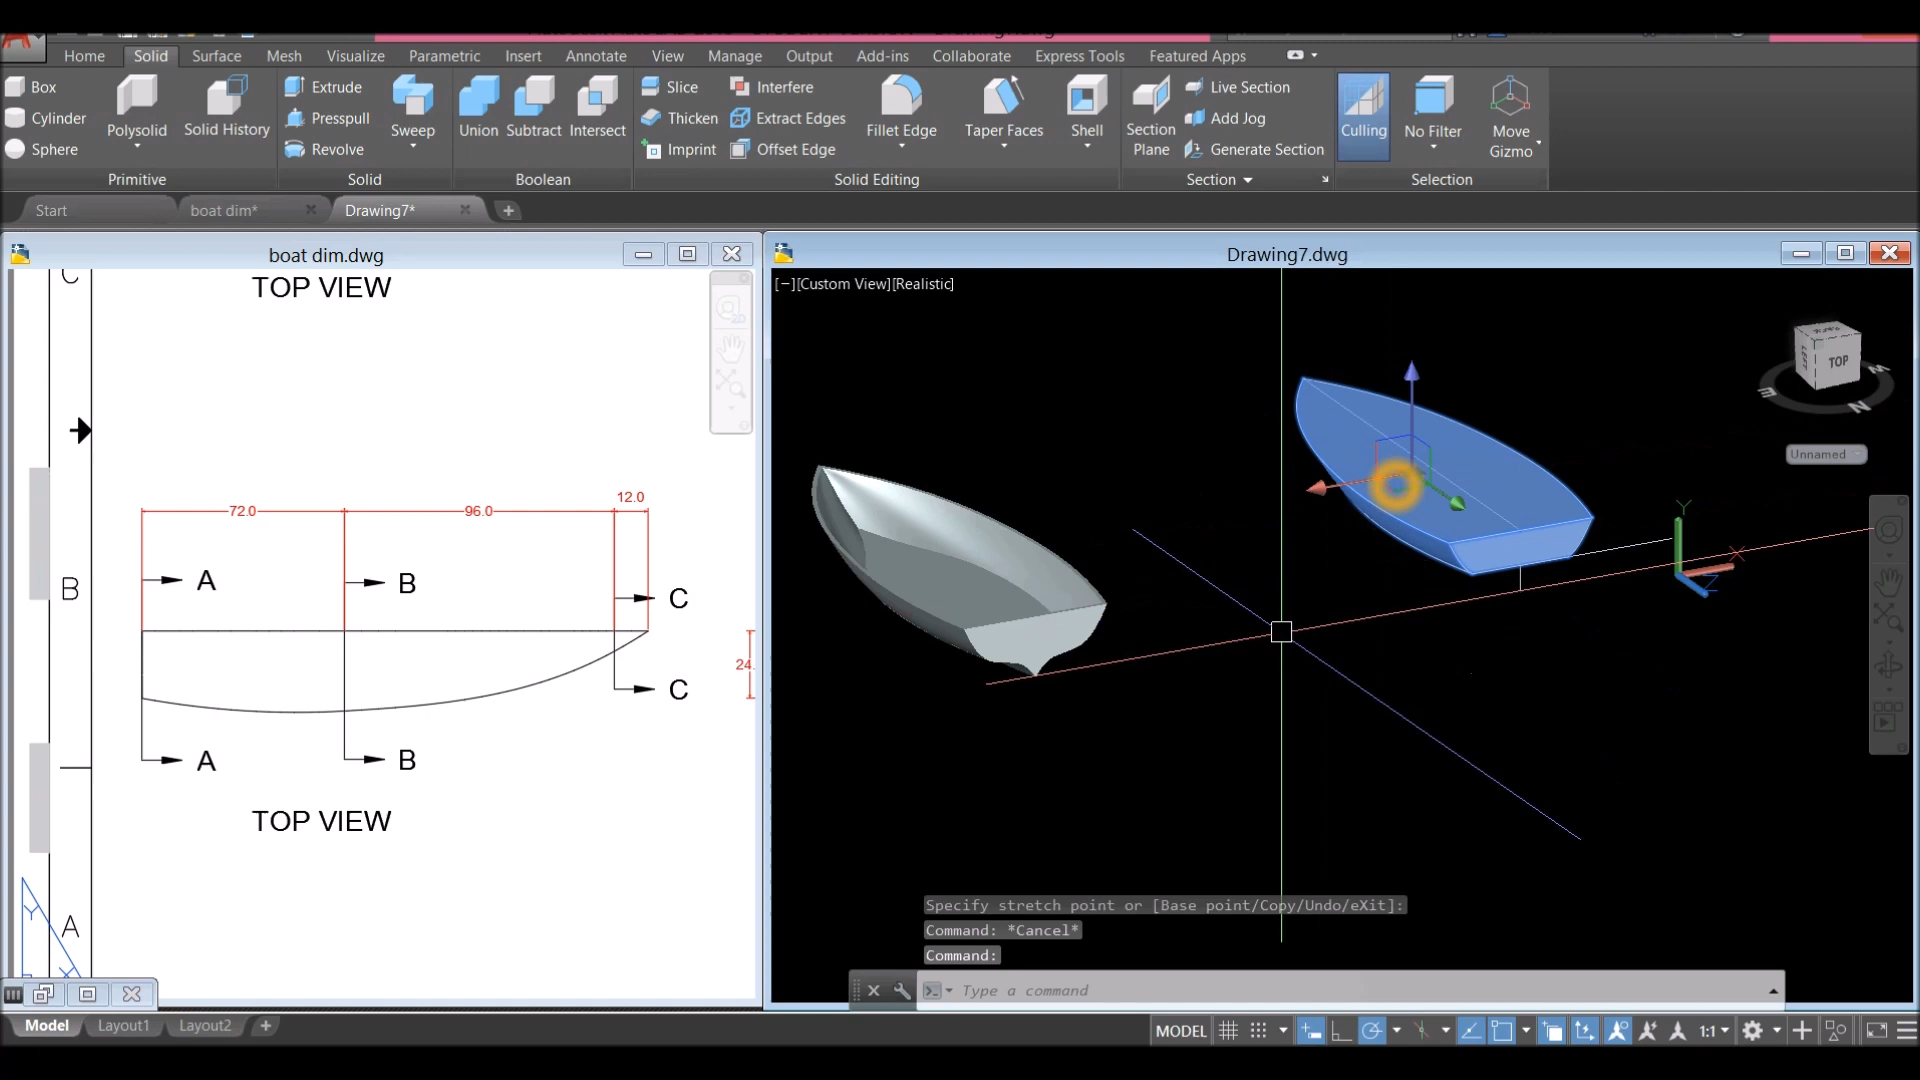 Home Solid Surface Mesh Visualize Parametric Insert Annotate View Manage Output Add-ins Collaborate Express Tools Featured Apps
Box Extrude Slice Interfere Live Section
Cylinder Presspull Thicken Extract Edges Add Jog
Sphere Revolve Imprint Offset Edge Generate Section
Polysolid Solid History Sweep Union Subtract Intersect Fillet Edge Taper Faces Shell Section Plane Culling No Filter Move Gizmo
Primitive Solid Boolean Solid Editing Section Selection
Start boat dim* Drawing7*
boat dim.dwg
C
TOP VIEW
12.0
72.0 96.0
A B C
B
24.
C
A B
TOP VIEW
A
Y
X
Drawing7.dwg
[−][Custom View][Realistic]
LEFT
TOP
E N M
Unnamed
Y
X
Z
Specify stretch point or [Base point/Copy/Undo/eXit]:
Command: *Cancel*
Command:
Type a command
Model Layout1 Layout2
MODEL 1:1